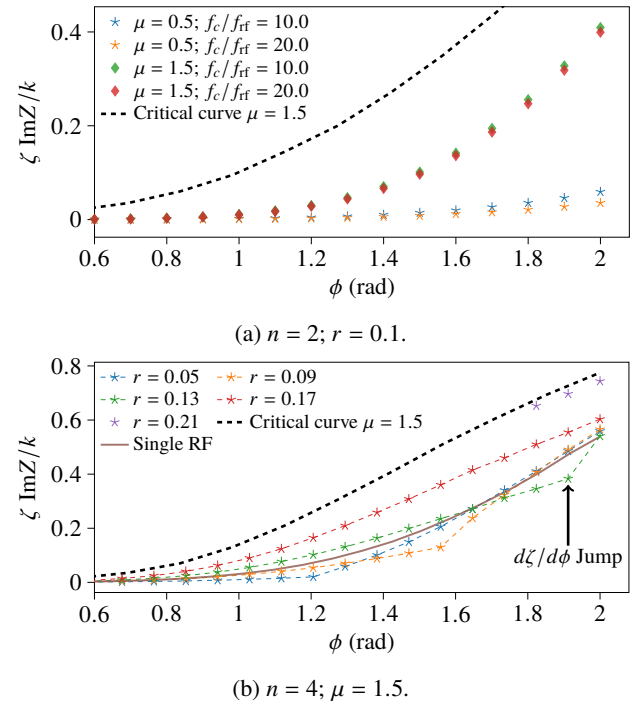 ζ ImZ/k
0.4
0.2
0
μ = 0.5; f_c/f_rf = 10.0
μ = 0.5; f_c/f_rf = 20.0
μ = 1.5; f_c/f_rf = 10.0
μ = 1.5; f_c/f_rf = 20.0
Critical curve μ = 1.5
0.6 0.8 1 1.2 1.4 1.6 1.8 2
ϕ (rad)
(a) n = 2; r = 0.1.
ζ ImZ/k
0.8
0.6
0.4
0.2
0
r = 0.05 r = 0.09
r = 0.13 r = 0.17
r = 0.21 Critical curve μ = 1.5
Single RF
dζ/dϕ Jump
0.6 0.8 1 1.2 1.4 1.6 1.8 2
ϕ (rad)
(b) n = 4; μ = 1.5.